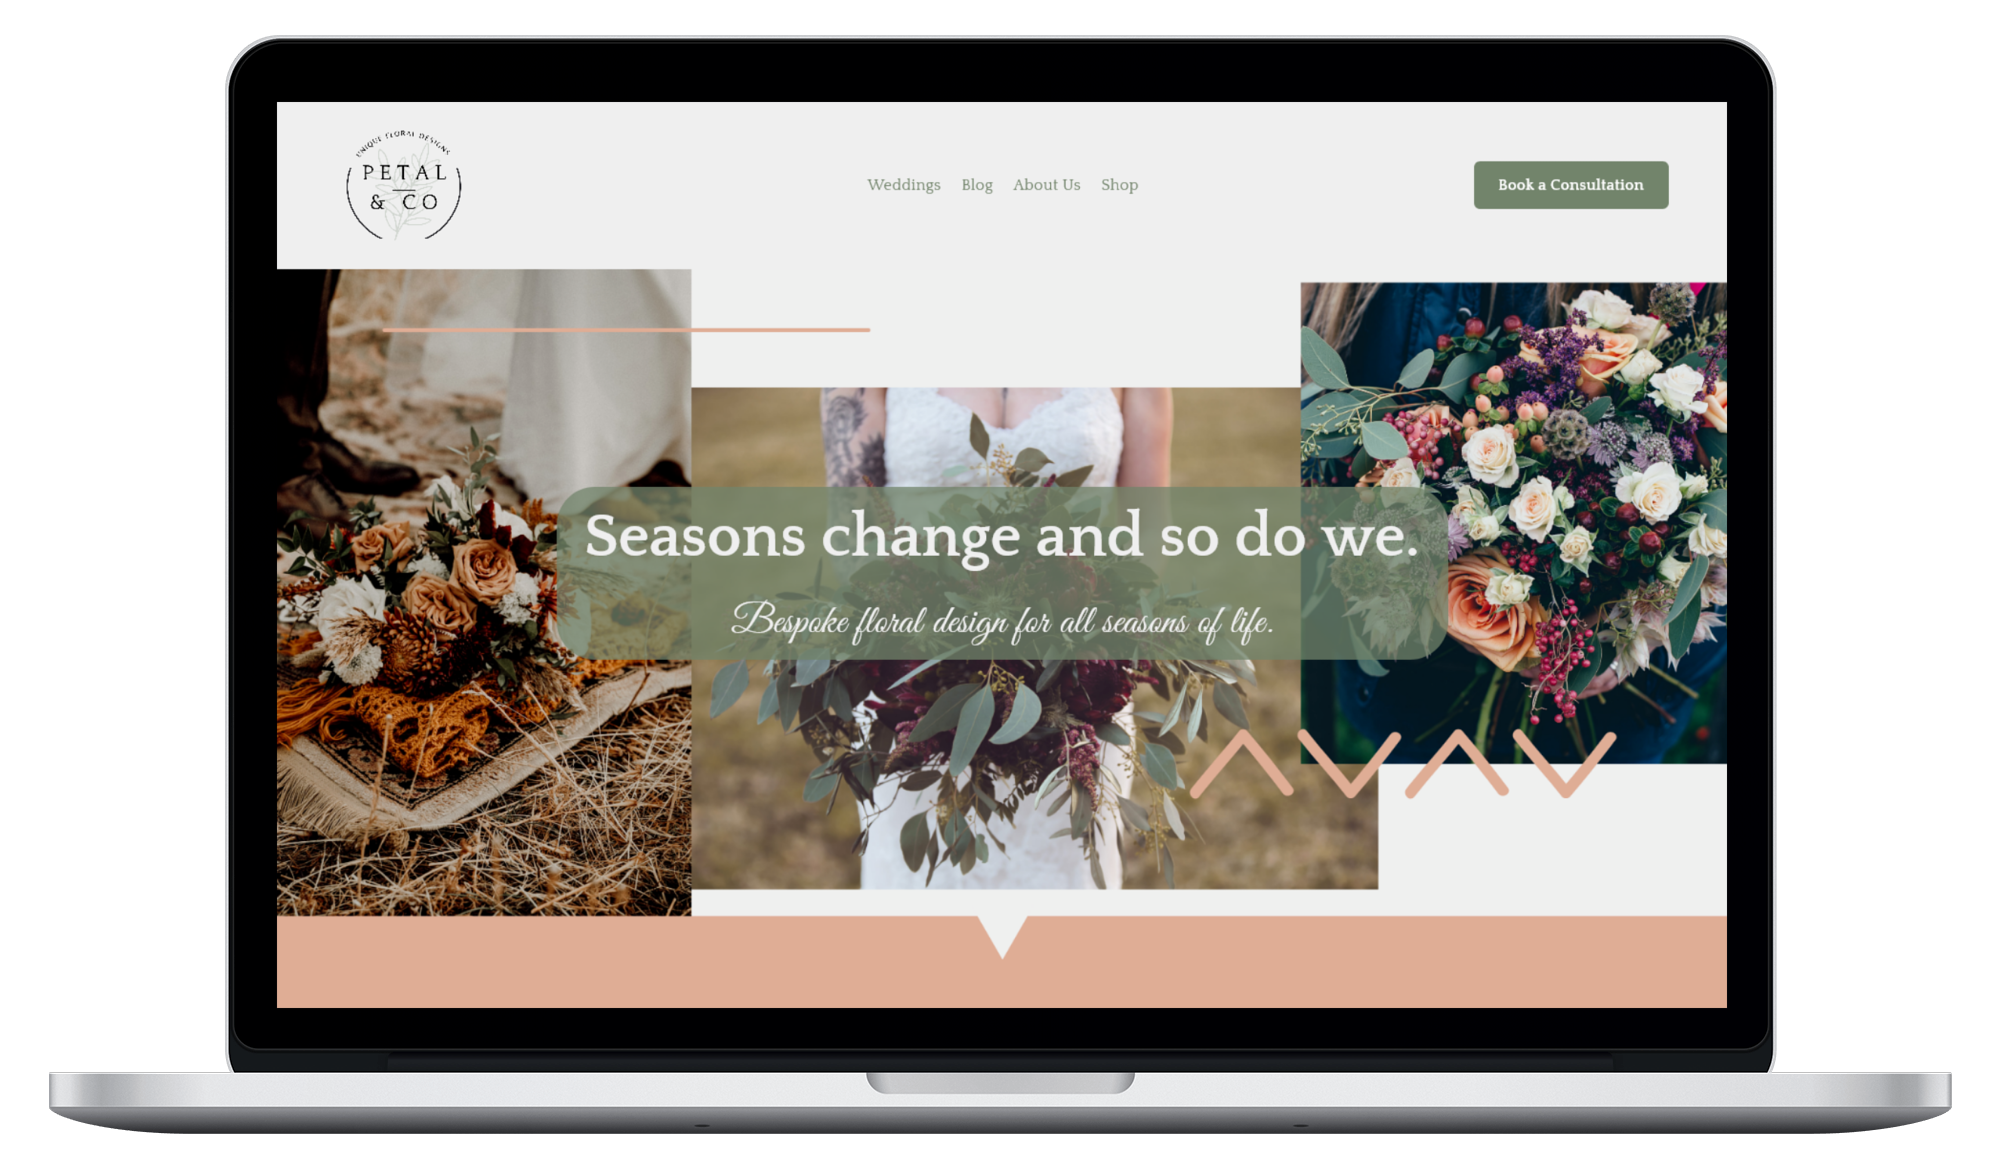 UNIQUE FLORAL DESIGNS
PETAL
& CO
Weddings Blog About Us Shop
Book a Consultation
Seasons change and so do we.
Bespoke floral design for all seasons of life.